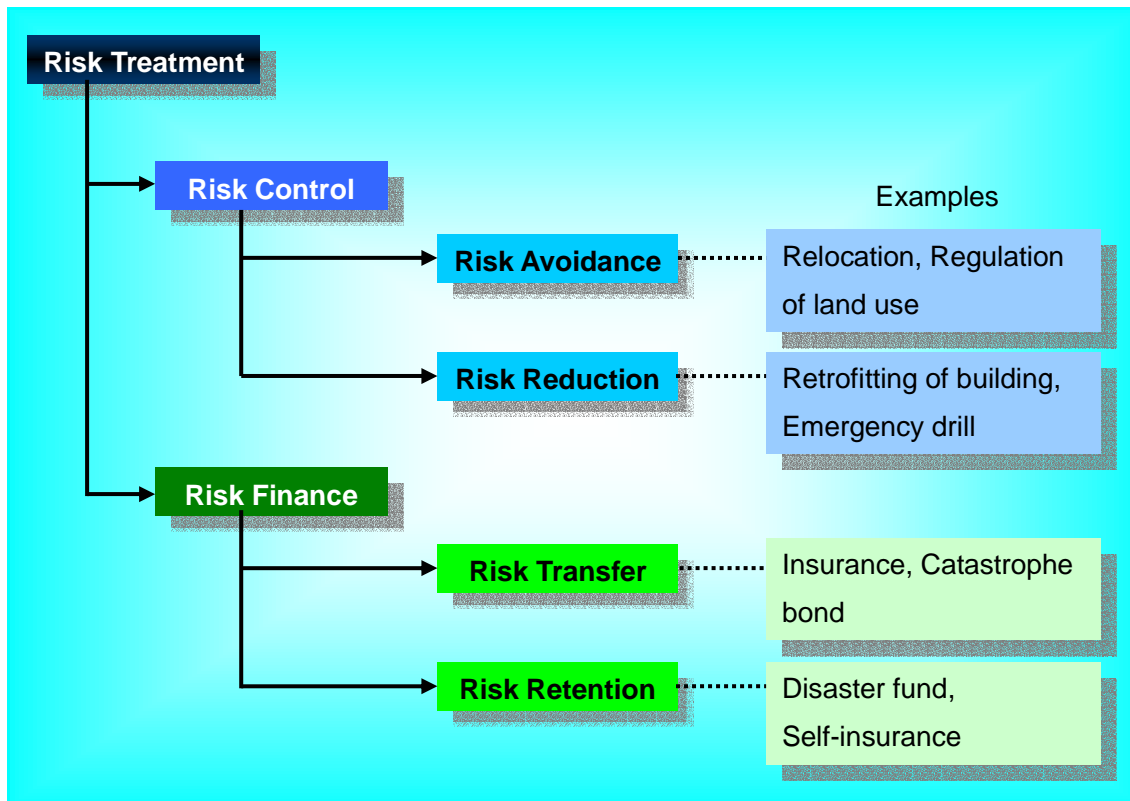 Risk Treatment
Risk Control
Examples
Risk Avoidance
Relocation, Regulation
of land use
Risk Reduction
Retrofitting of building,
Emergency drill
Risk Finance
Risk Transfer
Insurance, Catastrophe
bond
Risk Retention
Disaster fund,
Self-insurance